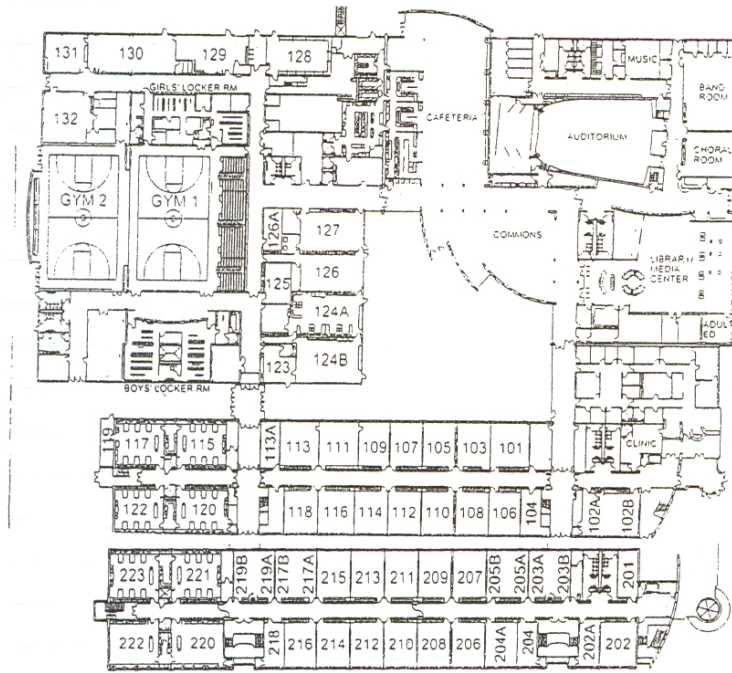 131 130 129 128 MUSIC
GIRLS' LOCKER RM
BAND
ROOM
132
CAFETERIA
AUDITORIUM
CHORAL
ROOM
GYM 2 GYM 1
126A 127
COMMONS
125 126
LIBRARY/
MEDIA
CENTER
124A
ADULT
ED
123 124B
BOYS' LOCKER RM
119 117 115 113A 113 111 109 107 105 103 101 CLINIC
122 120 118 116 114 112 110 108 106 104 102A 102B
223 221 219B 219A 217B 217A 215 213 211 209 207 205B 205A 203A 203B 201
222 220 218 216 214 212 210 208 206 204A 204 202A 202